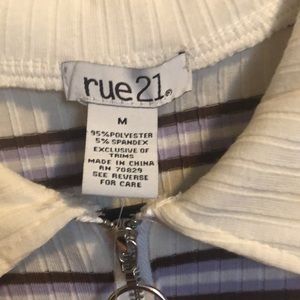 rue21®
M
95%POLYESTER
5% SPANDEX
EXCLUSIVE OF
TRIMS
MADE IN CHINA
RN 70829
SEE REVERSE
FOR CARE